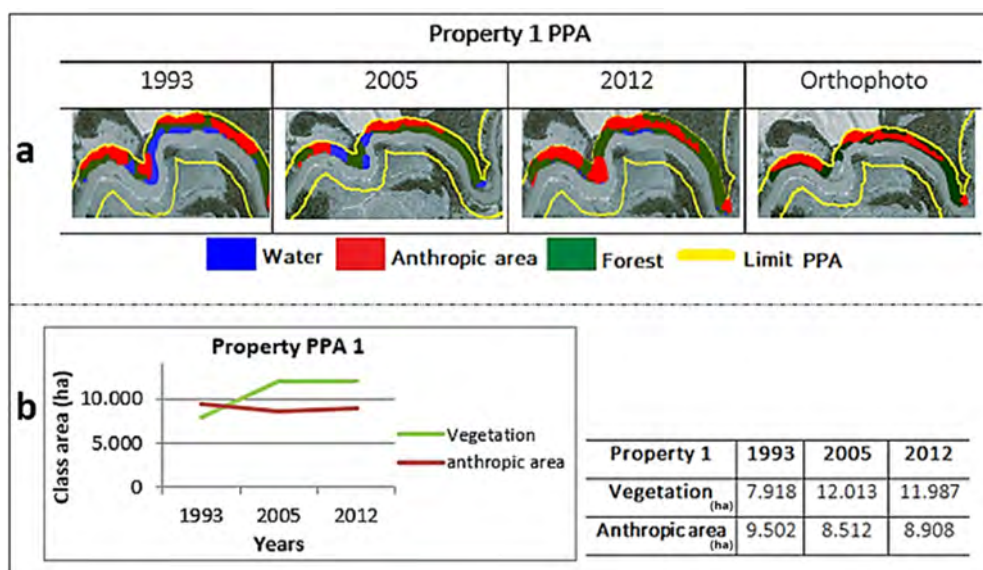 Property 1 PPA
1993 2005 2012 Orthophoto
a
Water Anthropic area Forest Limit PPA
b
Property PPA 1
Class area (ha)
10.000
5.000
0
1993 2005 2012
Years
Vegetation
anthropic area
Property 1 1993 2005 2012
Vegetation (ha) 7.918 12.013 11.987
Anthropic area (ha) 9.502 8.512 8.908